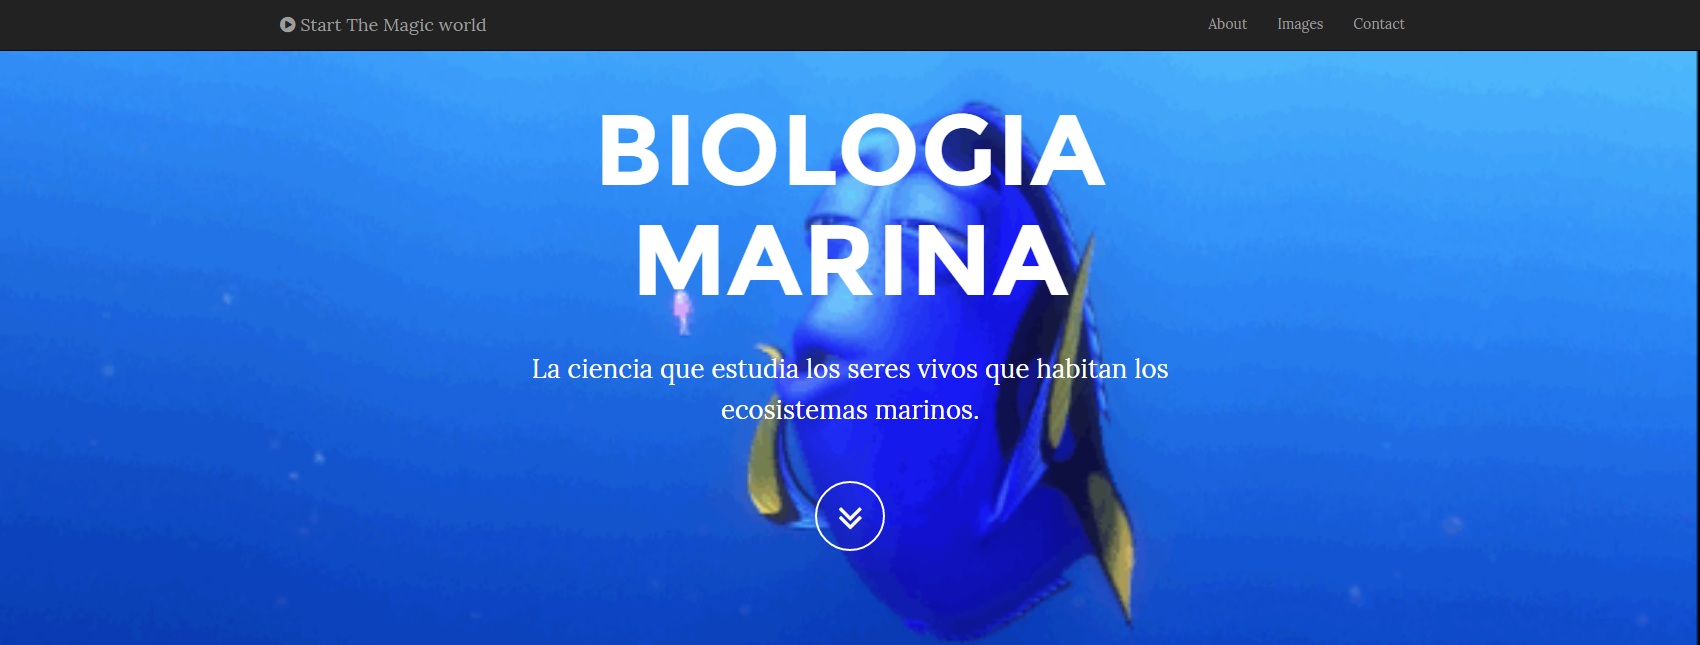 Start The Magic world
About Images Contact
BIOLOGIA
MARINA
La ciencia que estudia los seres vivos que habitan los
ecosistemas marinos.